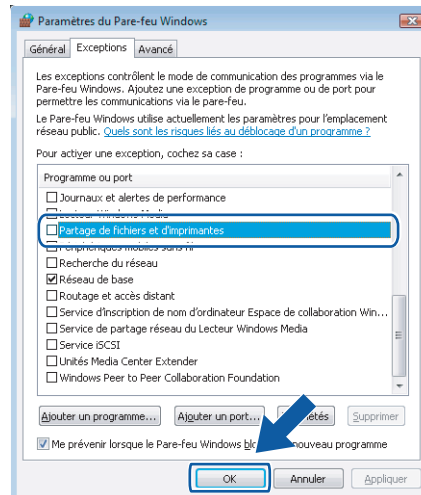 Paramètres du Pare-feu Windows
Général Exceptions Avancé
Les exceptions contrôlent le mode de communication des programmes via le
Pare-feu Windows. Ajoutez une exception de programme ou de port pour
permettre les communications via le pare-feu.
Le Pare-feu Windows utilise actuellement les paramètres pour l'emplacement
réseau public. Quels sont les risques liés au déblocage d'un programme ?
Pour activer une exception, cochez sa case :
Programme ou port
Journaux et alertes de performance
Lecteur Windows Media
Partage de fichiers et d'imprimantes
Périphériques mobiles sans fil
Recherche du réseau
Réseau de base
Routage et accès distant
Service d'inscription de nom d'ordinateur Espace de collaboration Win...
Service de partage réseau du Lecteur Windows Media
Service iSCSI
Unités Media Center Extender
Windows Peer to Peer Collaboration Foundation
Ajouter un programme... Ajouter un port... Supprimer
Me prévenir lorsque le Pare-feu Windows nouveau programme
OK Annuler Appliquer